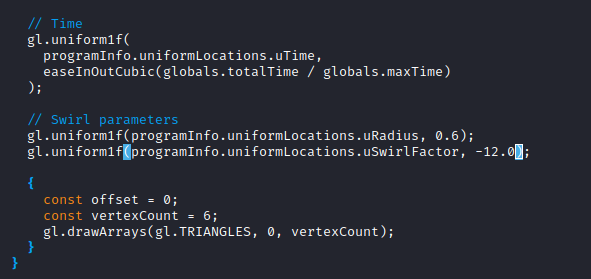 // Time
gl.uniform1f(
programInfo.uniformLocations.uTime,
easeInOutCubic(globals.totalTime / globals.maxTime)
);
// Swirl parameters
gl.uniform1f(programInfo.uniformLocations.uRadius, 0.6);
gl.uniform1f(programInfo.uniformLocations.uSwirlFactor, -12.0);
{
const offset = 0;
const vertexCount = 6;
gl.drawArrays(gl.TRIANGLES, 0, vertexCount);
}
}